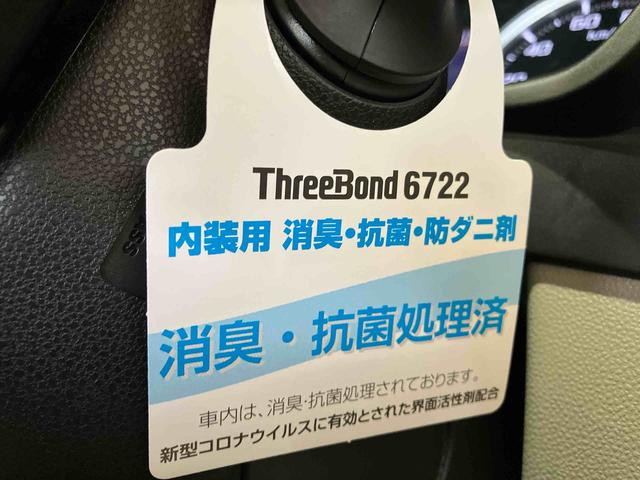 ThreeBond 6722
内装用 消臭・抗菌・防ダニ剤
消臭・抗菌処理済
車内は、消臭・抗菌処理されております。
新型コロナウイルスに有効とされた界面活性剤配合
40
60
km/h